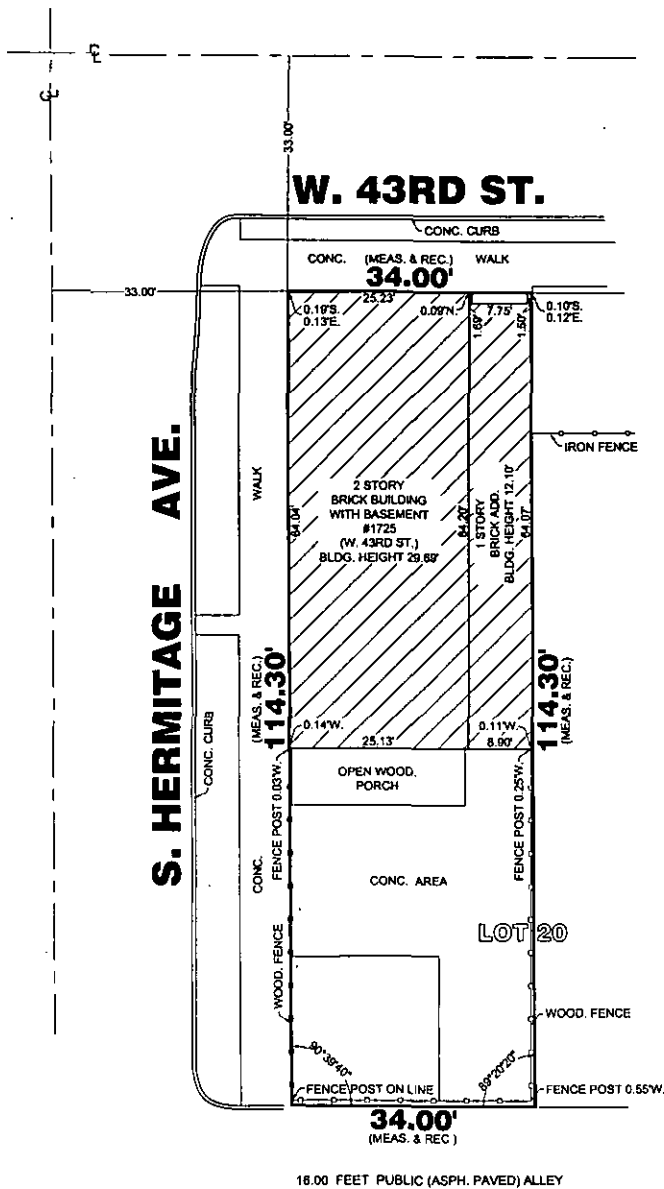 33.00'
W. 43RD ST.
CONC. CURB
CONC. (MEAS. & REC.) WALK
34.00'
33.00'
25.23'
0.19'S.
0.13'E.
0.09'N.
7.75'
0.10'S.
0.12'E.
1.69'
1.50'
IRON FENCE
S. HERMITAGE AVE.
WALK
64.04'
2 STORY
BRICK BUILDING
WITH BASEMENT
#1725
(W. 43RD ST.)
BLDG. HEIGHT 29.69'
64.20'
1 STORY
BRICK ADD.
BLDG. HEIGHT 12.10'
64.07'
(MEAS. & REC.)
114.30'
114.30'
(MEAS. & REC.)
0.14'W.
25.13'
0.11'W.
8.90'
CONC. CURB
CONC.
FENCE POST 0.03'W.
OPEN WOOD.
PORCH
FENCE POST 0.25'W.
CONC. AREA
LOT 20
WOOD. FENCE
WOOD. FENCE
90°39'40"
89°20'20"
FENCE POST ON LINE
FENCE POST 0.55'W.
34.00'
(MEAS. & REC.)
16.00 FEET PUBLIC (ASPH. PAVED) ALLEY